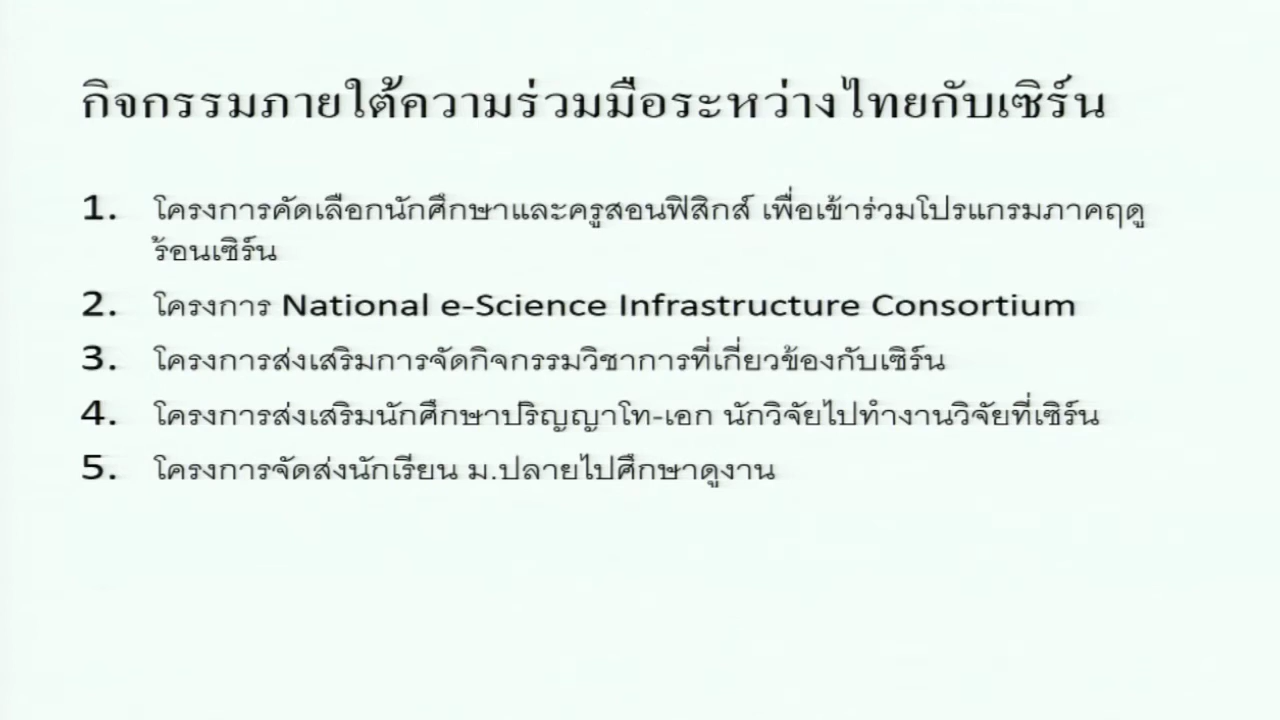 กิจกรรมภายใต้ความร่วมมือระหว่างไทยกับเซิร์น
1. โครงการคัดเลือกนักศึกษาและครูสอนฟิสิกส์ เพื่อเข้าร่วมโปรแกรมภาคฤดู
ร้อนเซิร์น
2. โครงการ National e-Science Infrastructure Consortium
3. โครงการส่งเสริมการจัดกิจกรรมวิชาการที่เกี่ยวข้องกับเซิร์น
4. โครงการส่งเสริมนักศึกษาปริญญาโท-เอก นักวิจัยไปทำงานวิจัยที่เซิร์น
5. โครงการจัดส่งนักเรียน ม.ปลายไปศึกษาดูงาน